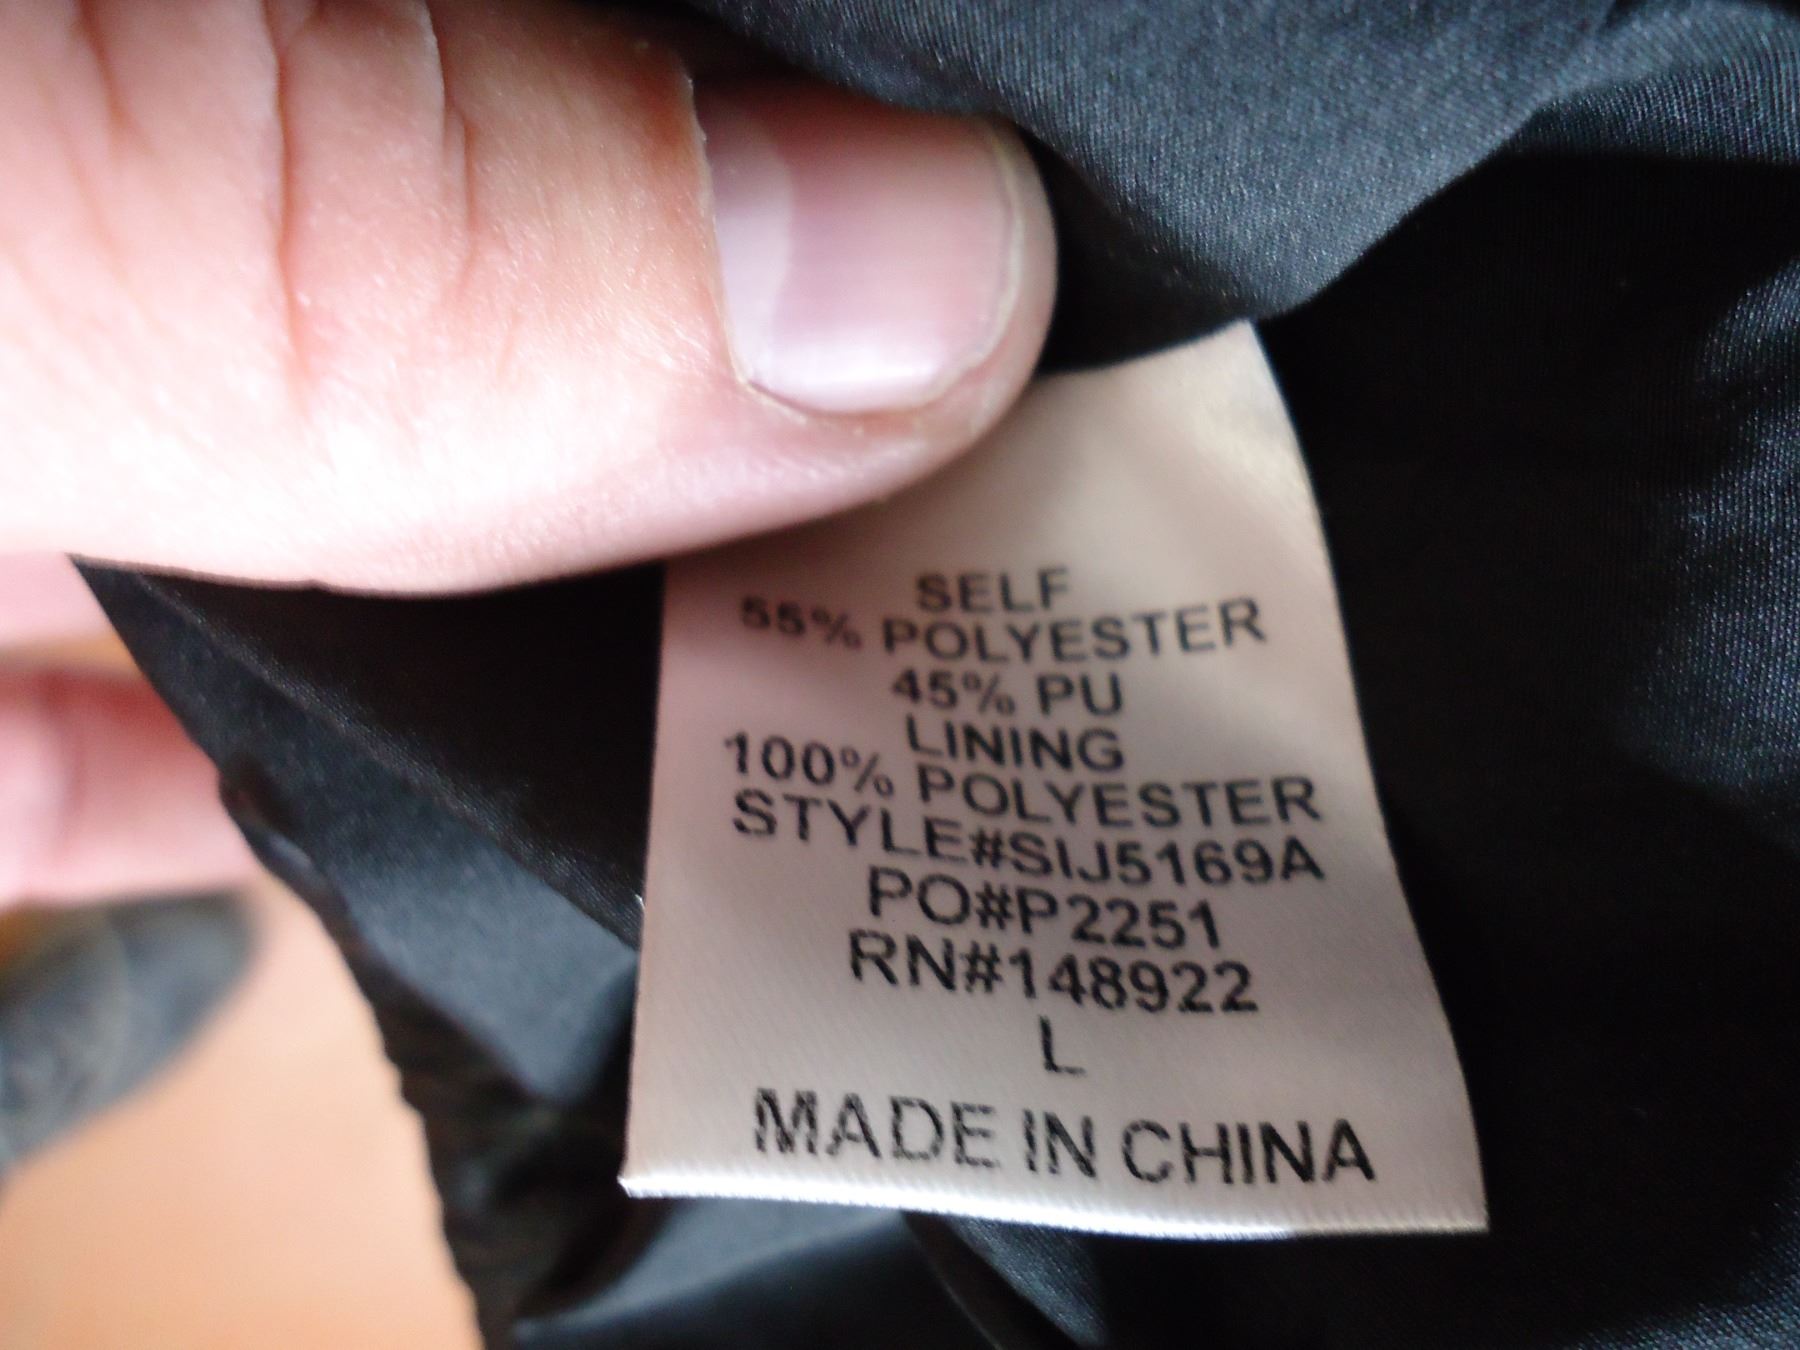 SELF
55% POLYESTER
45% PU
LINING
100% POLYESTER
STYLE#SIJ5169A
PO#P2251
RN#148922
L
MADE IN CHINA